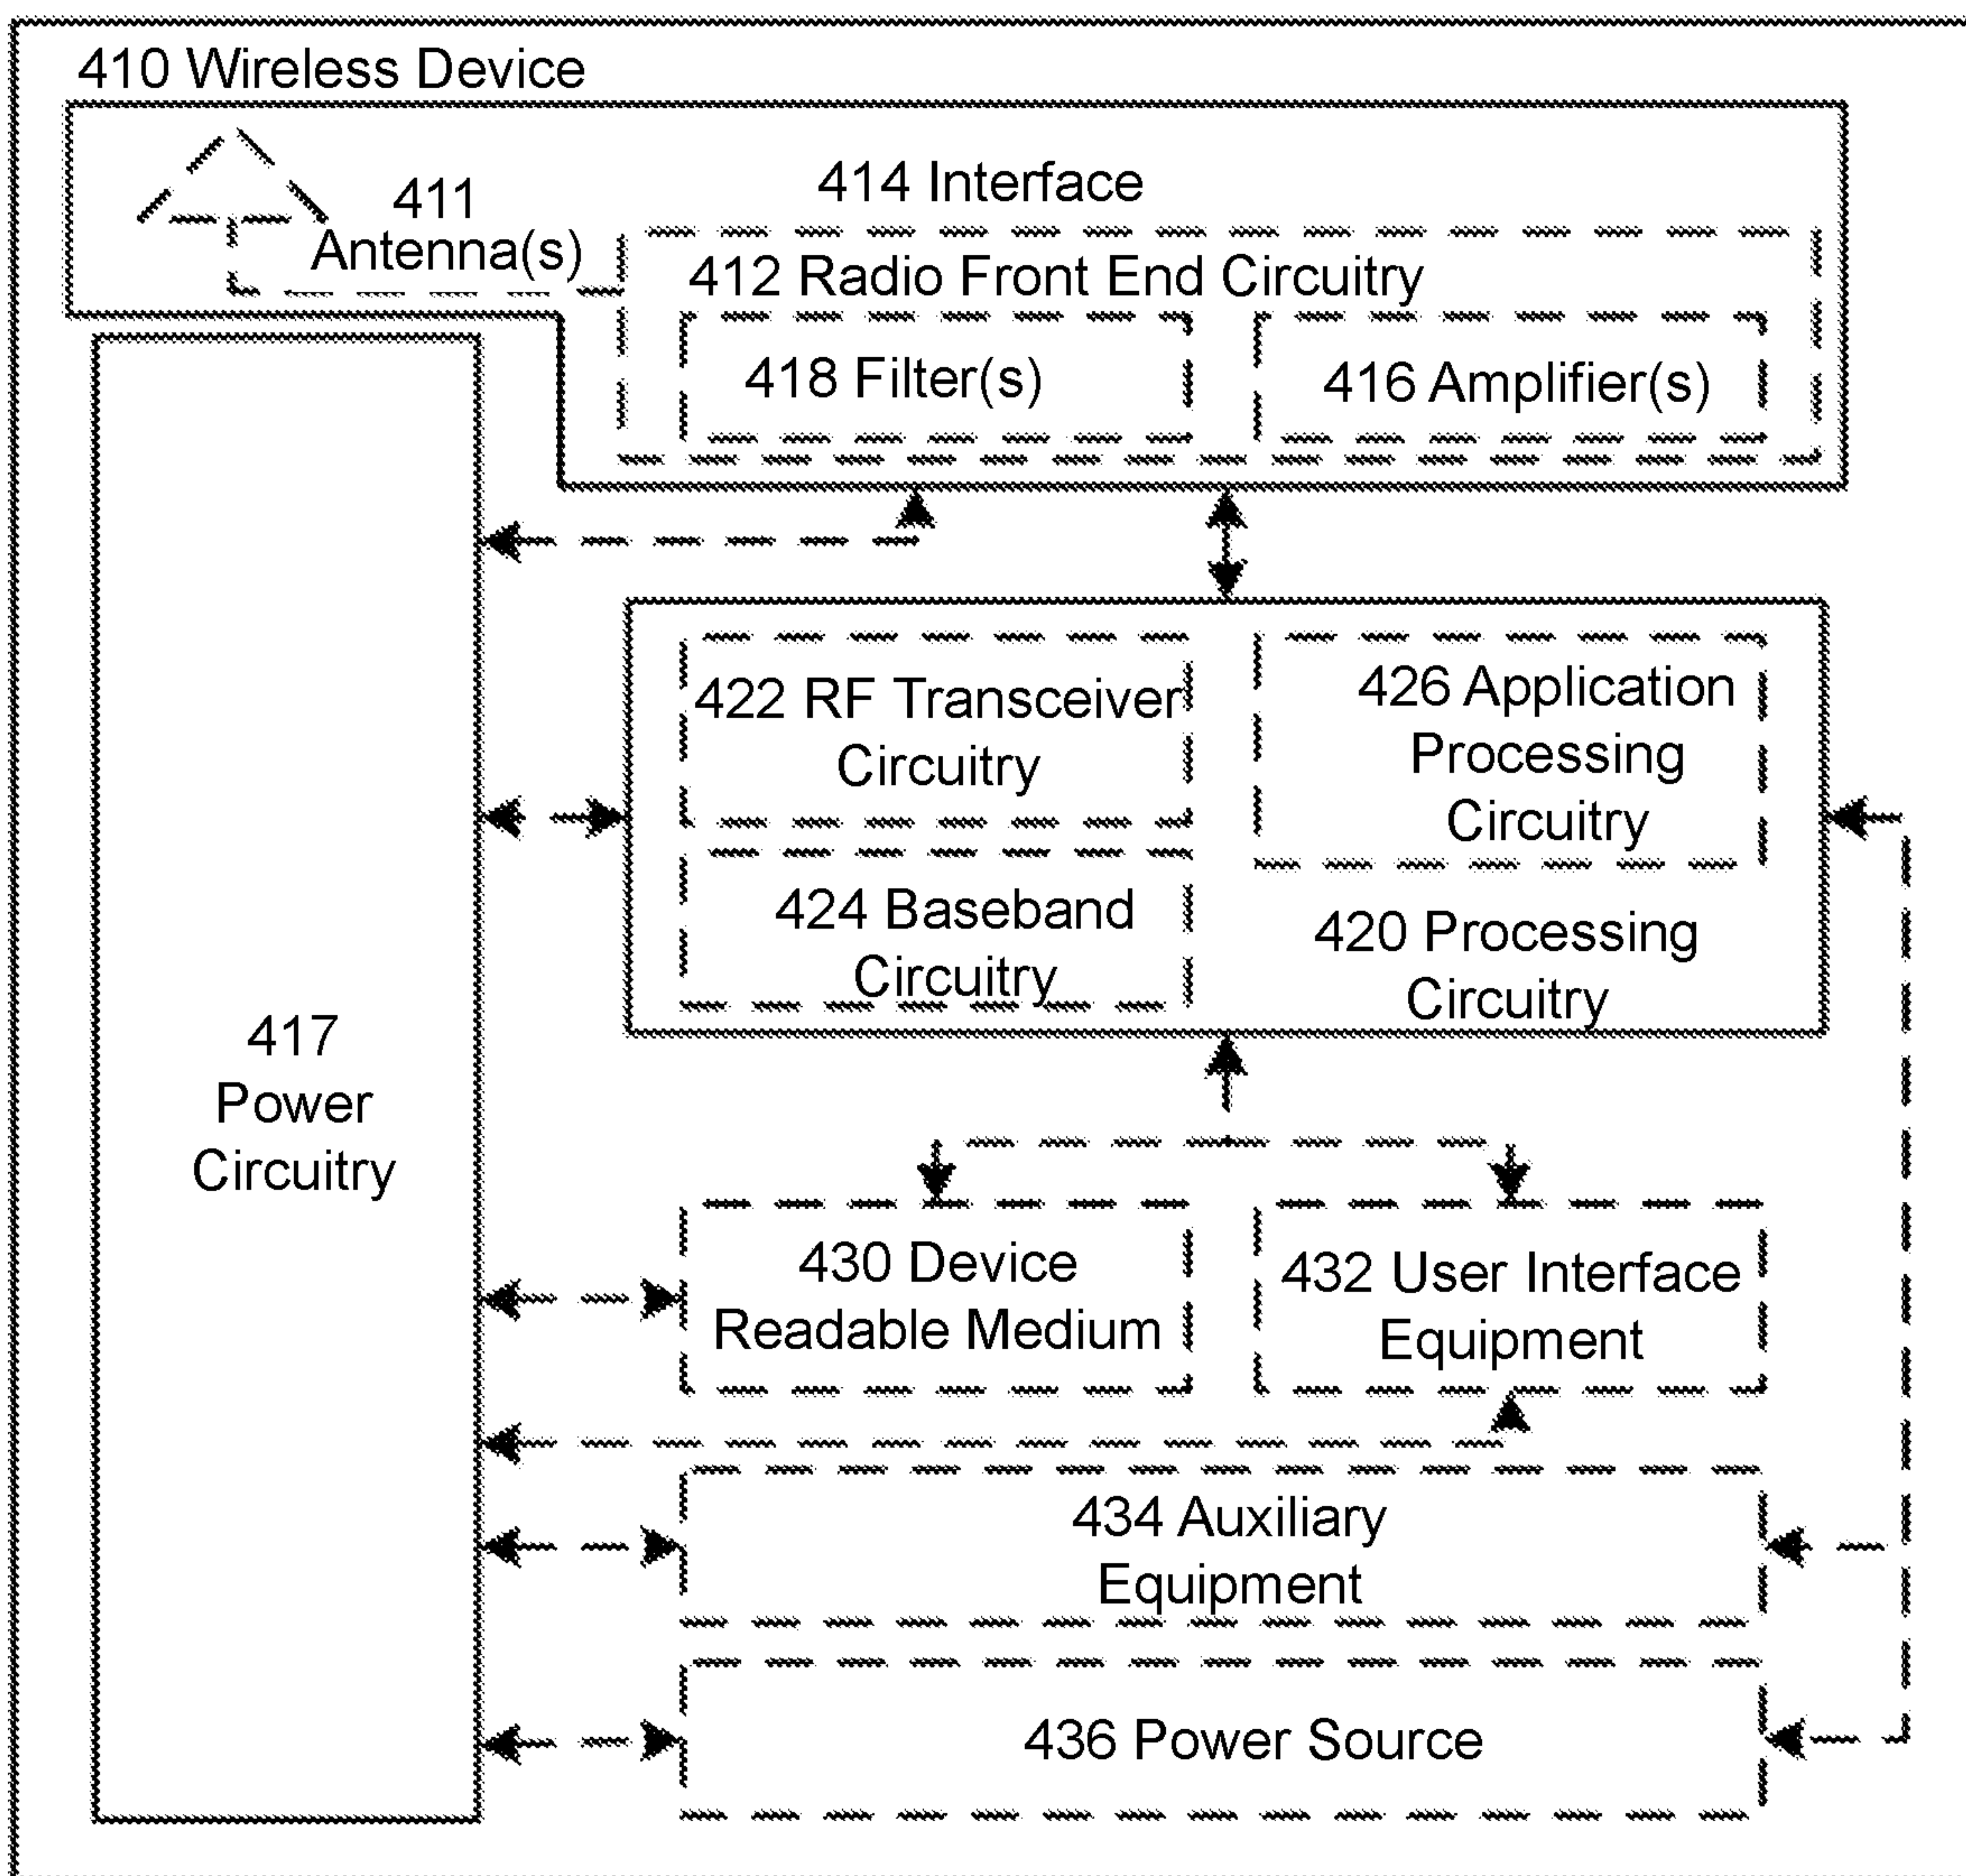 410 Wireless Device
411
Antenna(s)
414 Interface
412 Radio Front End Circuitry
418 Filter(s)
416 Amplifier(s)
422 RF Transceiver
Circuitry
426 Application
Processing
Circuitry
424 Baseband
Circuitry
420 Processing
Circuitry
417
Power
Circuitry
430 Device
Readable Medium
432 User Interface
Equipment
434 Auxiliary
Equipment
436 Power Source